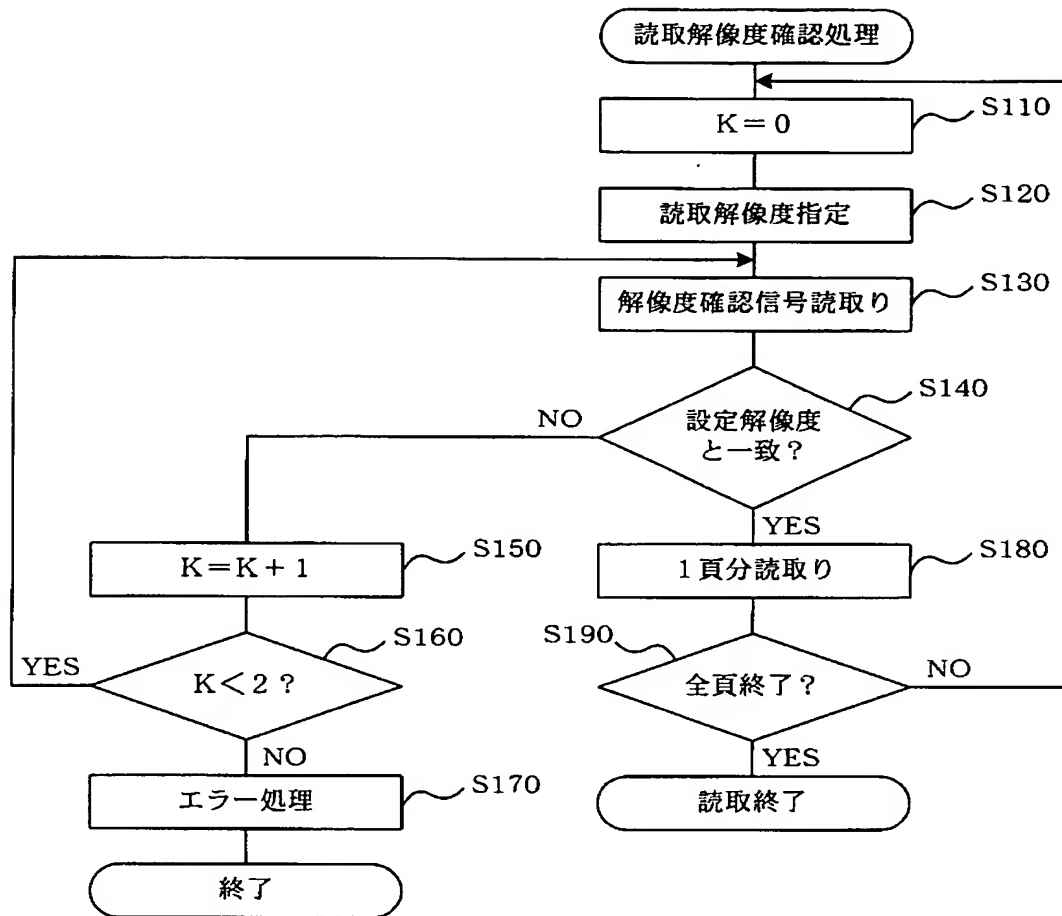 読取解像度確認処理
K=0
S110
読取解像度指定
S120
解像度確認信号読取り
S130
設定解像度
と一致?
S140
NO
YES
K=K+1
S150
1頁分読取り
S180
K<2?
S160
YES
NO
全頁終了?
S190
NO
YES
エラー処理
S170
読取終了
終了